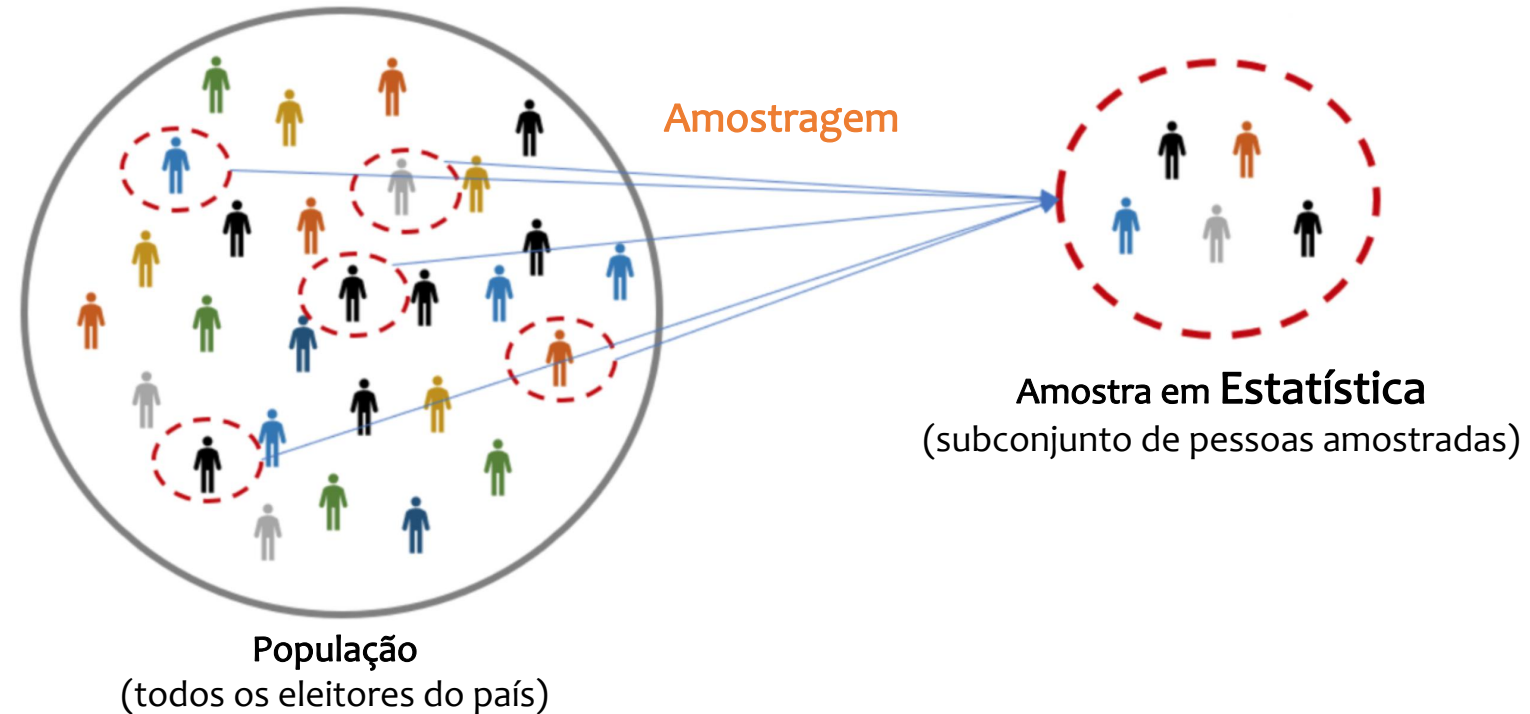 Amostragem
Amostra em Estatística
(subconjunto de pessoas amostradas)
População
(todos os eleitores do país)